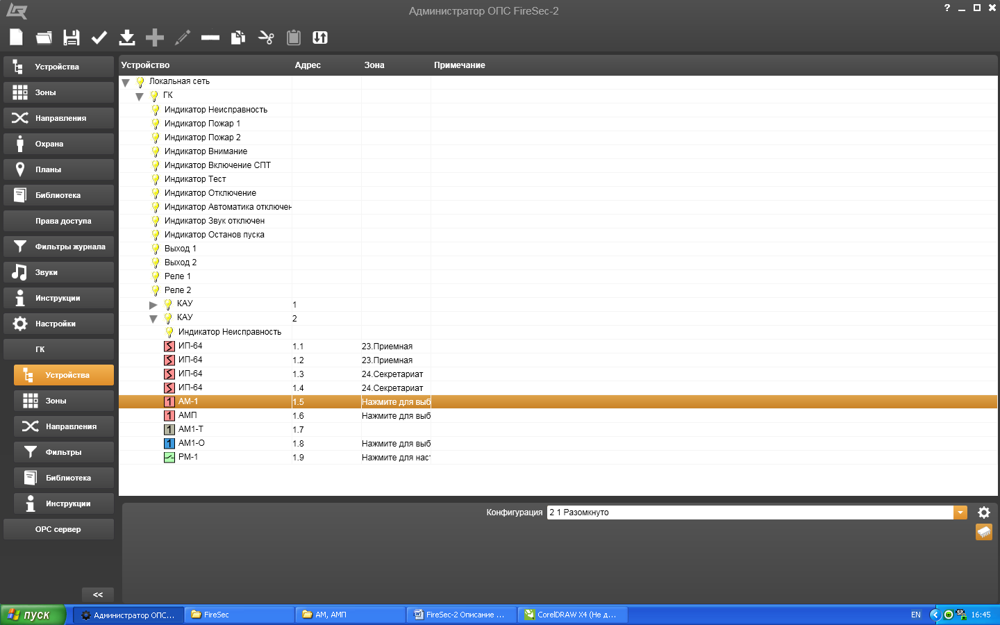 Администратор ОПС FireSec-2
?
Устройства
Зоны
Направления
Охрана
Планы
Библиотека
Права доступа
Фильтры журнала
Звуки
Инструкции
Настройки
ГК
Устройства
Зоны
Направления
Фильтры
Библиотека
Инструкции
OPC сервер
<<
Устройство Адрес Зона Примечание
Локальная сеть
ГК
Индикатор Неисправность
Индикатор Пожар 1
Индикатор Пожар 2
Индикатор Внимание
Индикатор Включение СПТ
Индикатор Тест
Индикатор Отключение
Индикатор Автоматика отключен
Индикатор Звук отключен
Индикатор Останов пуска
Выход 1
Выход 2
Реле 1
Реле 2
КАУ 1
КАУ 2
Индикатор Неисправность
ИП-64 1.1 23.Приемная
ИП-64 1.2 23.Приемная
ИП-64 1.3 24.Секретариат
ИП-64 1.4 24.Секретариат
1 АМ-1 1.5 Нажмите для выб
1 АМП 1.6 Нажмите для выб
1 АМ1-Т 1.7
1 АМ1-О 1.8 Нажмите для выб
РМ-1 1.9 Нажмите для наст
Конфигурация 2 1 Разомкнуто
пуск Администратор ОПС... FireSec АМ, АМП FireSec-2 Описание ... CorelDRAW X4 (Не д... EN 16:45